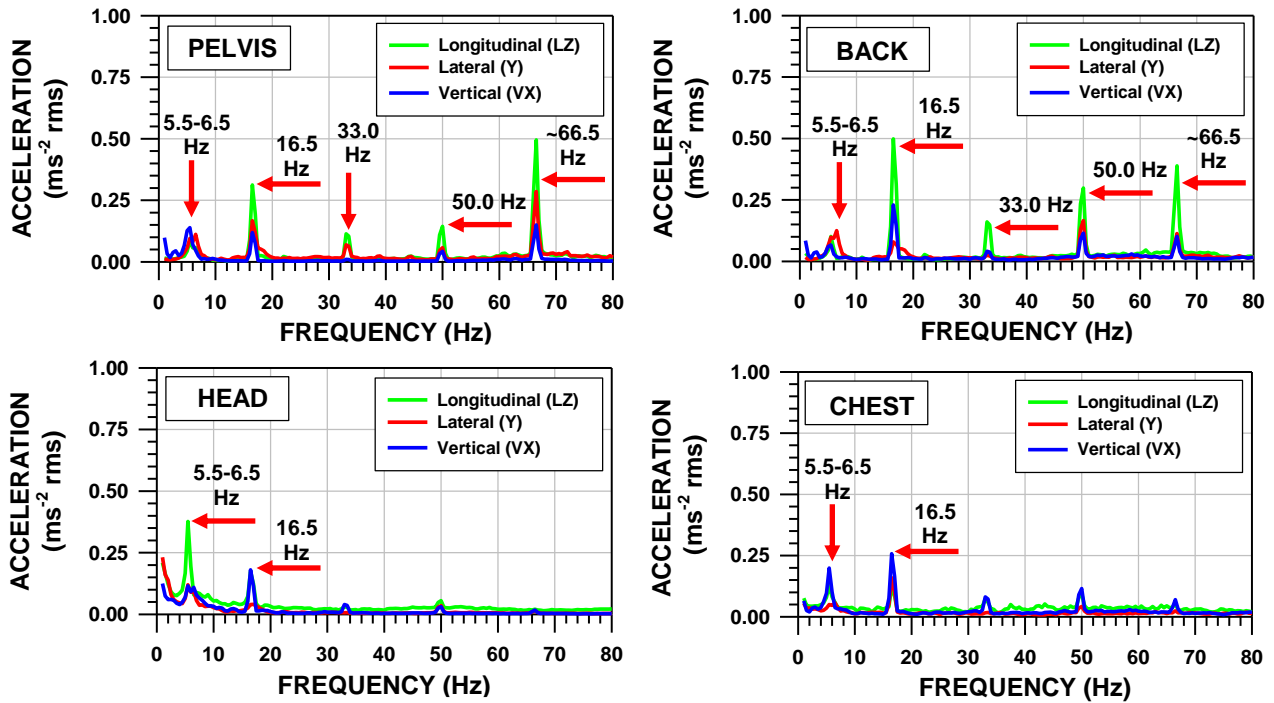 PELVIS
Longitudinal (LZ)
Lateral (Y)
Vertical (VX)
5.5-6.5
Hz
16.5
Hz
33.0
Hz
50.0 Hz
~66.5
Hz
ACCELERATION
(ms-2 rms)
1.00
0.75
0.50
0.25
0.00
0 10 20 30 40 50 60 70 80
FREQUENCY (Hz)
BACK
Longitudinal (LZ)
Lateral (Y)
Vertical (VX)
5.5-6.5
Hz
16.5
Hz
33.0 Hz
50.0 Hz
~66.5
Hz
ACCELERATION
(ms-2 rms)
1.00
0.75
0.50
0.25
0.00
0 10 20 30 40 50 60 70 80
FREQUENCY (Hz)
HEAD
Longitudinal (LZ)
Lateral (Y)
Vertical (VX)
5.5-6.5
Hz
16.5
Hz
ACCELERATION
(ms-2 rms)
1.00
0.75
0.50
0.25
0.00
0 10 20 30 40 50 60 70 80
FREQUENCY (Hz)
CHEST
Longitudinal (LZ)
Lateral (Y)
Vertical (VX)
5.5-6.5
Hz
16.5
Hz
ACCELERATION
(ms-2 rms)
1.00
0.75
0.50
0.25
0.00
0 10 20 30 40 50 60 70 80
FREQUENCY (Hz)